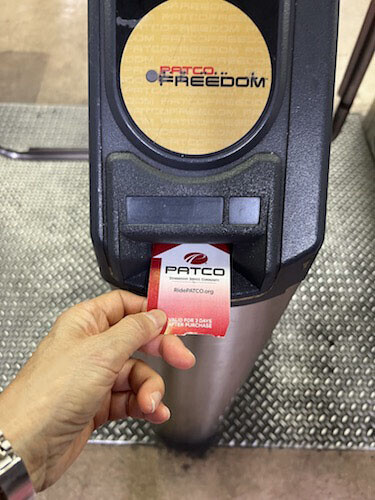 PATCO
FREEDOM
PATCO
RidePATCO.org
VALID FOR 3 DAYS
AFTER PURCHASE